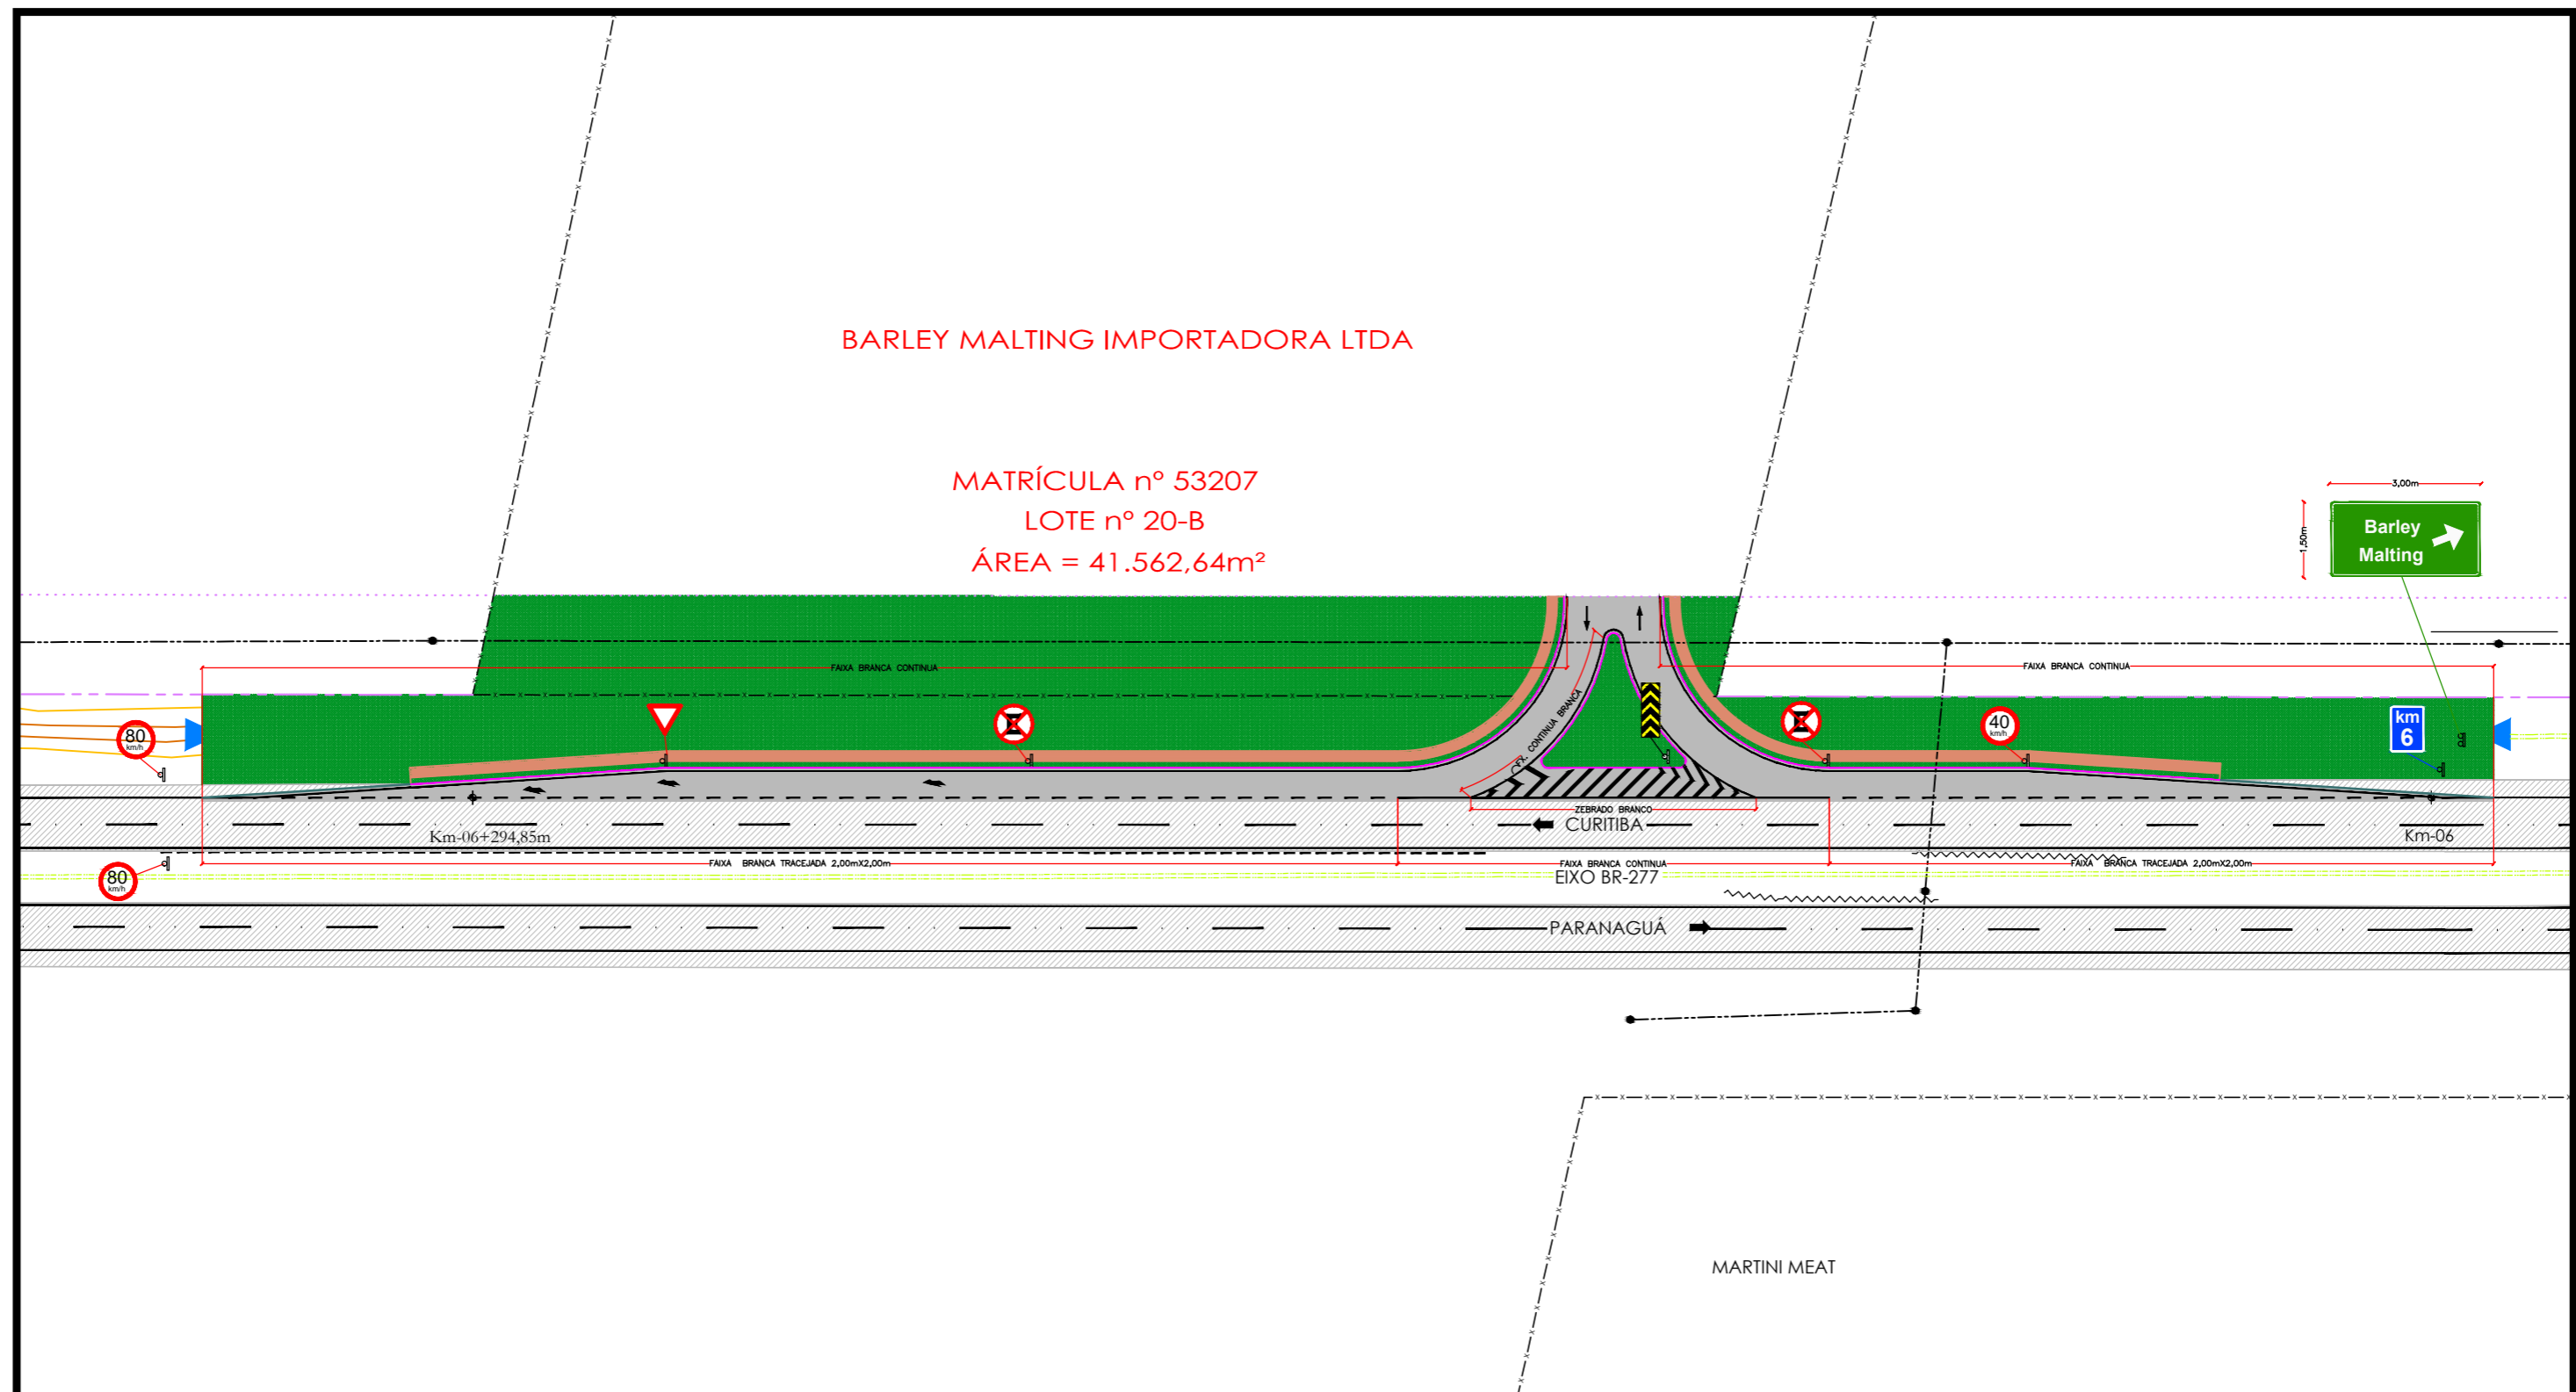 BARLEY MALTING IMPORTADORA LTDA
MATRÍCULA nº 53207
LOTE nº 20-B
ÁREA = 41.562,64m²
3,00m
1,50m
Barley
Malting
FAIXA BRANCA CONTINUA
FAIXA BRANCA CONTINUA
FX. CONTINUA BRANCA
80
km/h
40
km/h
km
6
ZEBRADO BRANCO
CURITIBA
Km-06+294,85m
Km-06
FAIXA BRANCA TRACEJADA 2,00mX2,00m
FAIXA BRANCA CONTINUA
FAIXA BRANCA TRACEJADA 2,00mX2,00m
80
km/h
EIXO BR-277
PARANAGUÁ
MARTINI MEAT